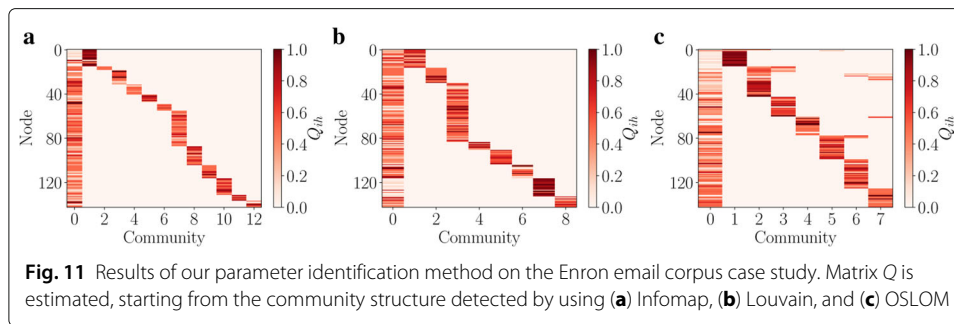 a
b
c
0
40
80
120
Node
0 2 4 6 8 10 12
Community
1.0
0.8
0.6
0.4
0.2
0.0
Q_ih
0
40
80
120
Node
0 2 4 6 8
Community
1.0
0.8
0.6
0.4
0.2
0.0
Q_ih
0
40
80
120
Node
0 1 2 3 4 5 6 7
Community
1.0
0.8
0.6
0.4
0.2
0.0
Q_ih
Fig. 11 Results of our parameter identification method on the Enron email corpus case study. Matrix Q is
estimated, starting from the community structure detected by using (a) Infomap, (b) Louvain, and (c) OSLOM